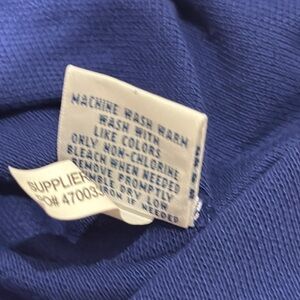 MACHINE WASH WARM
WASH WITH
LIKE COLORS
ONLY NON-CHLORINE
BLEACH WHEN NEEDED
REMOVE PROMPTLY
TUMBLE DRY LOW
IRON IF NEEDED
SUPPLIER
PO# 47003